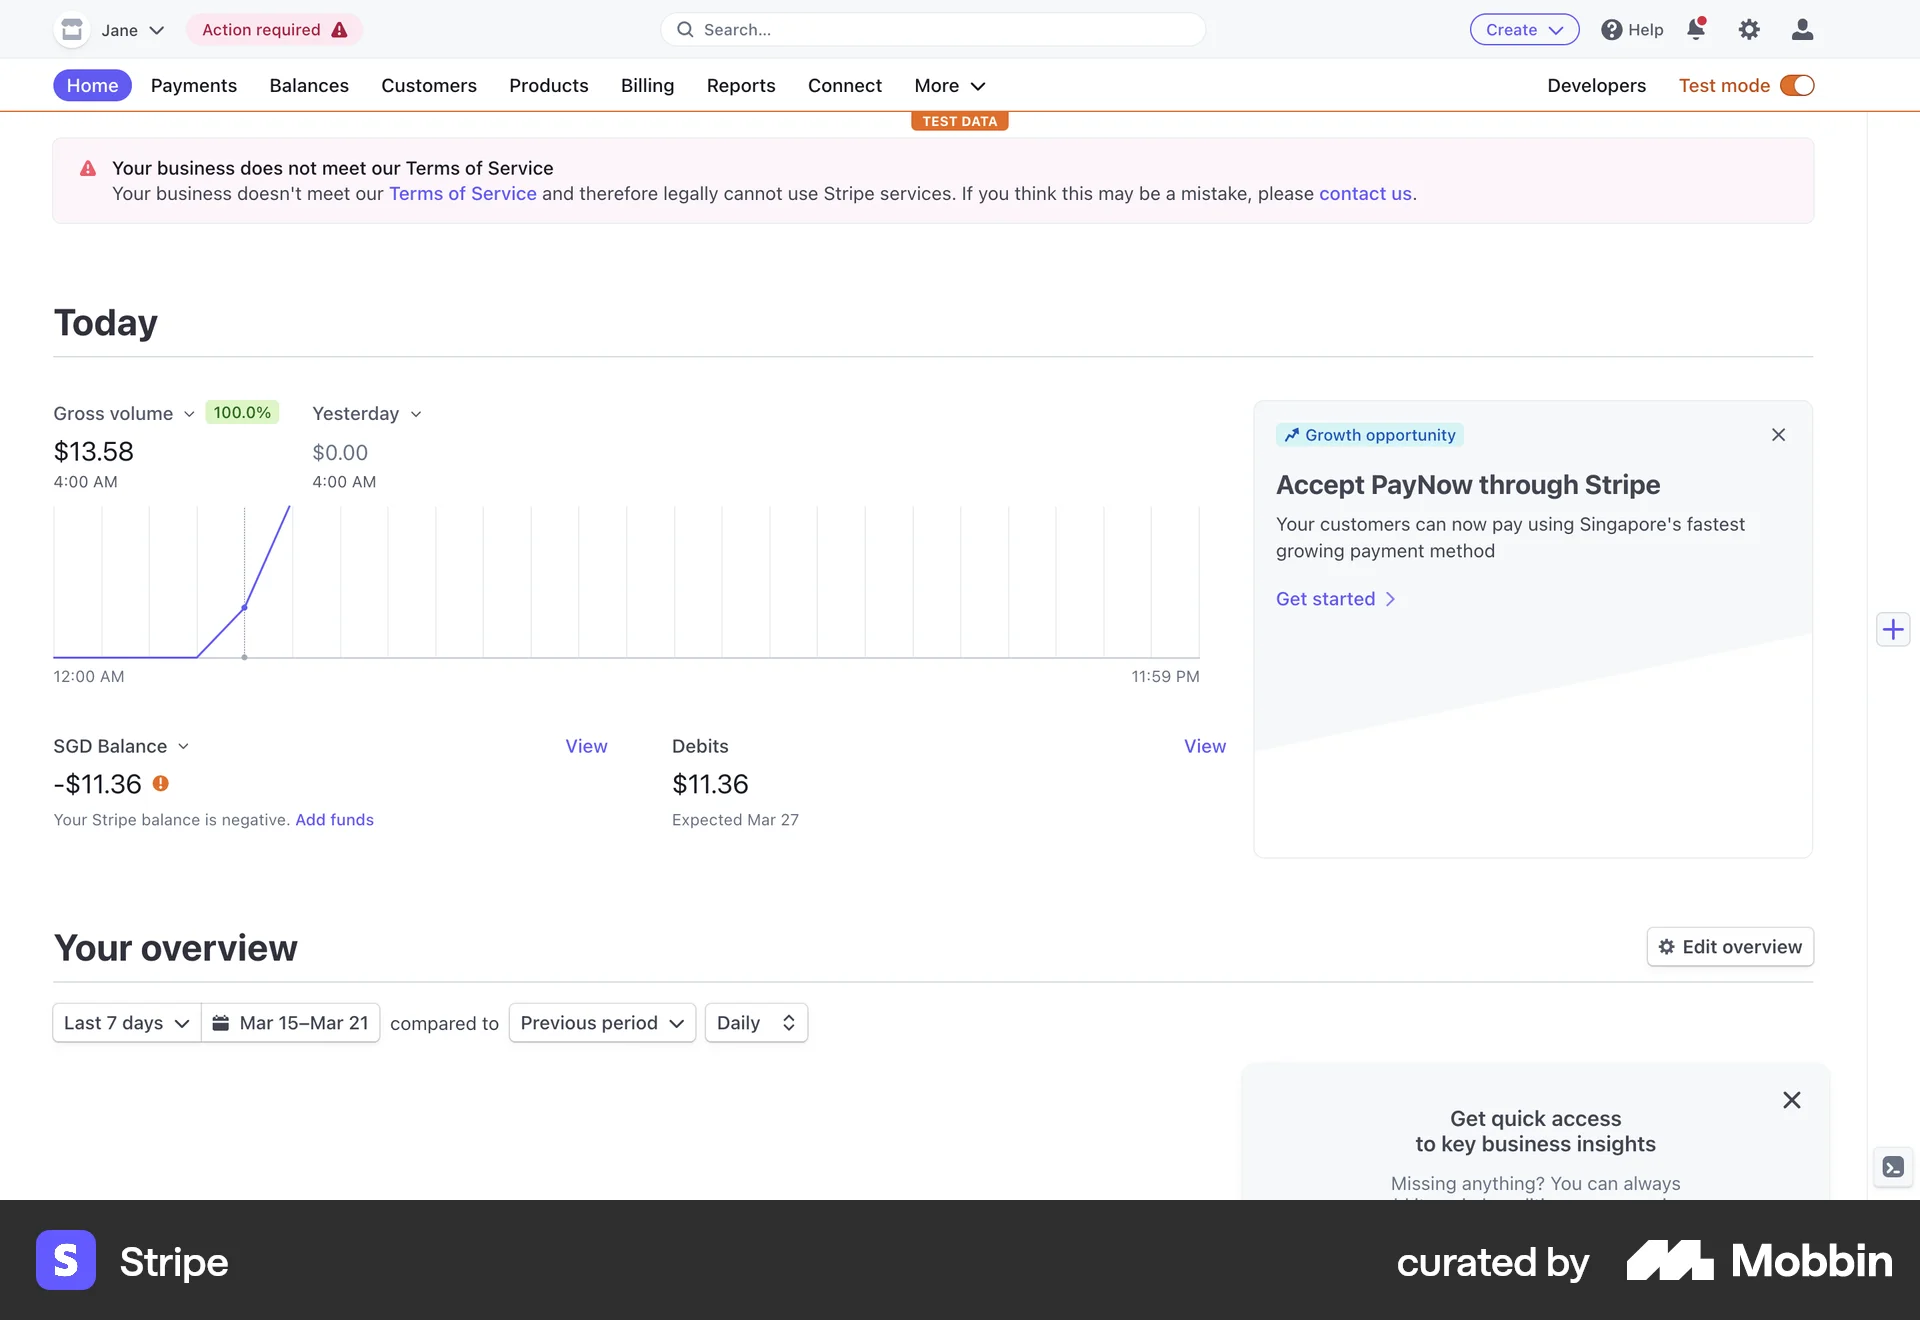 Jane
Action required
Search...
Create
Help
Home
Payments
Balances
Customers
Products
Billing
Reports
Connect
More
Developers
Test mode
TEST DATA
Your business does not meet our Terms of Service
Your business doesn't meet our Terms of Service and therefore legally cannot use Stripe services. If you think this may be a mistake, please contact us.
Today
Gross volume
100.0%
Yesterday
$13.58
$0.00
4:00 AM
4:00 AM
12:00 AM
11:59 PM
Growth opportunity
Accept PayNow through Stripe
Your customers can now pay using Singapore's fastest
growing payment method
Get started
SGD Balance
View
-$11.36
Your Stripe balance is negative. Add funds
Debits
View
$11.36
Expected Mar 27
Your overview
Edit overview
Last 7 days
Mar 15–Mar 21
compared to
Previous period
Daily
Get quick access
to key business insights
Missing anything? You can always
S
Stripe
curated by
Mobbin